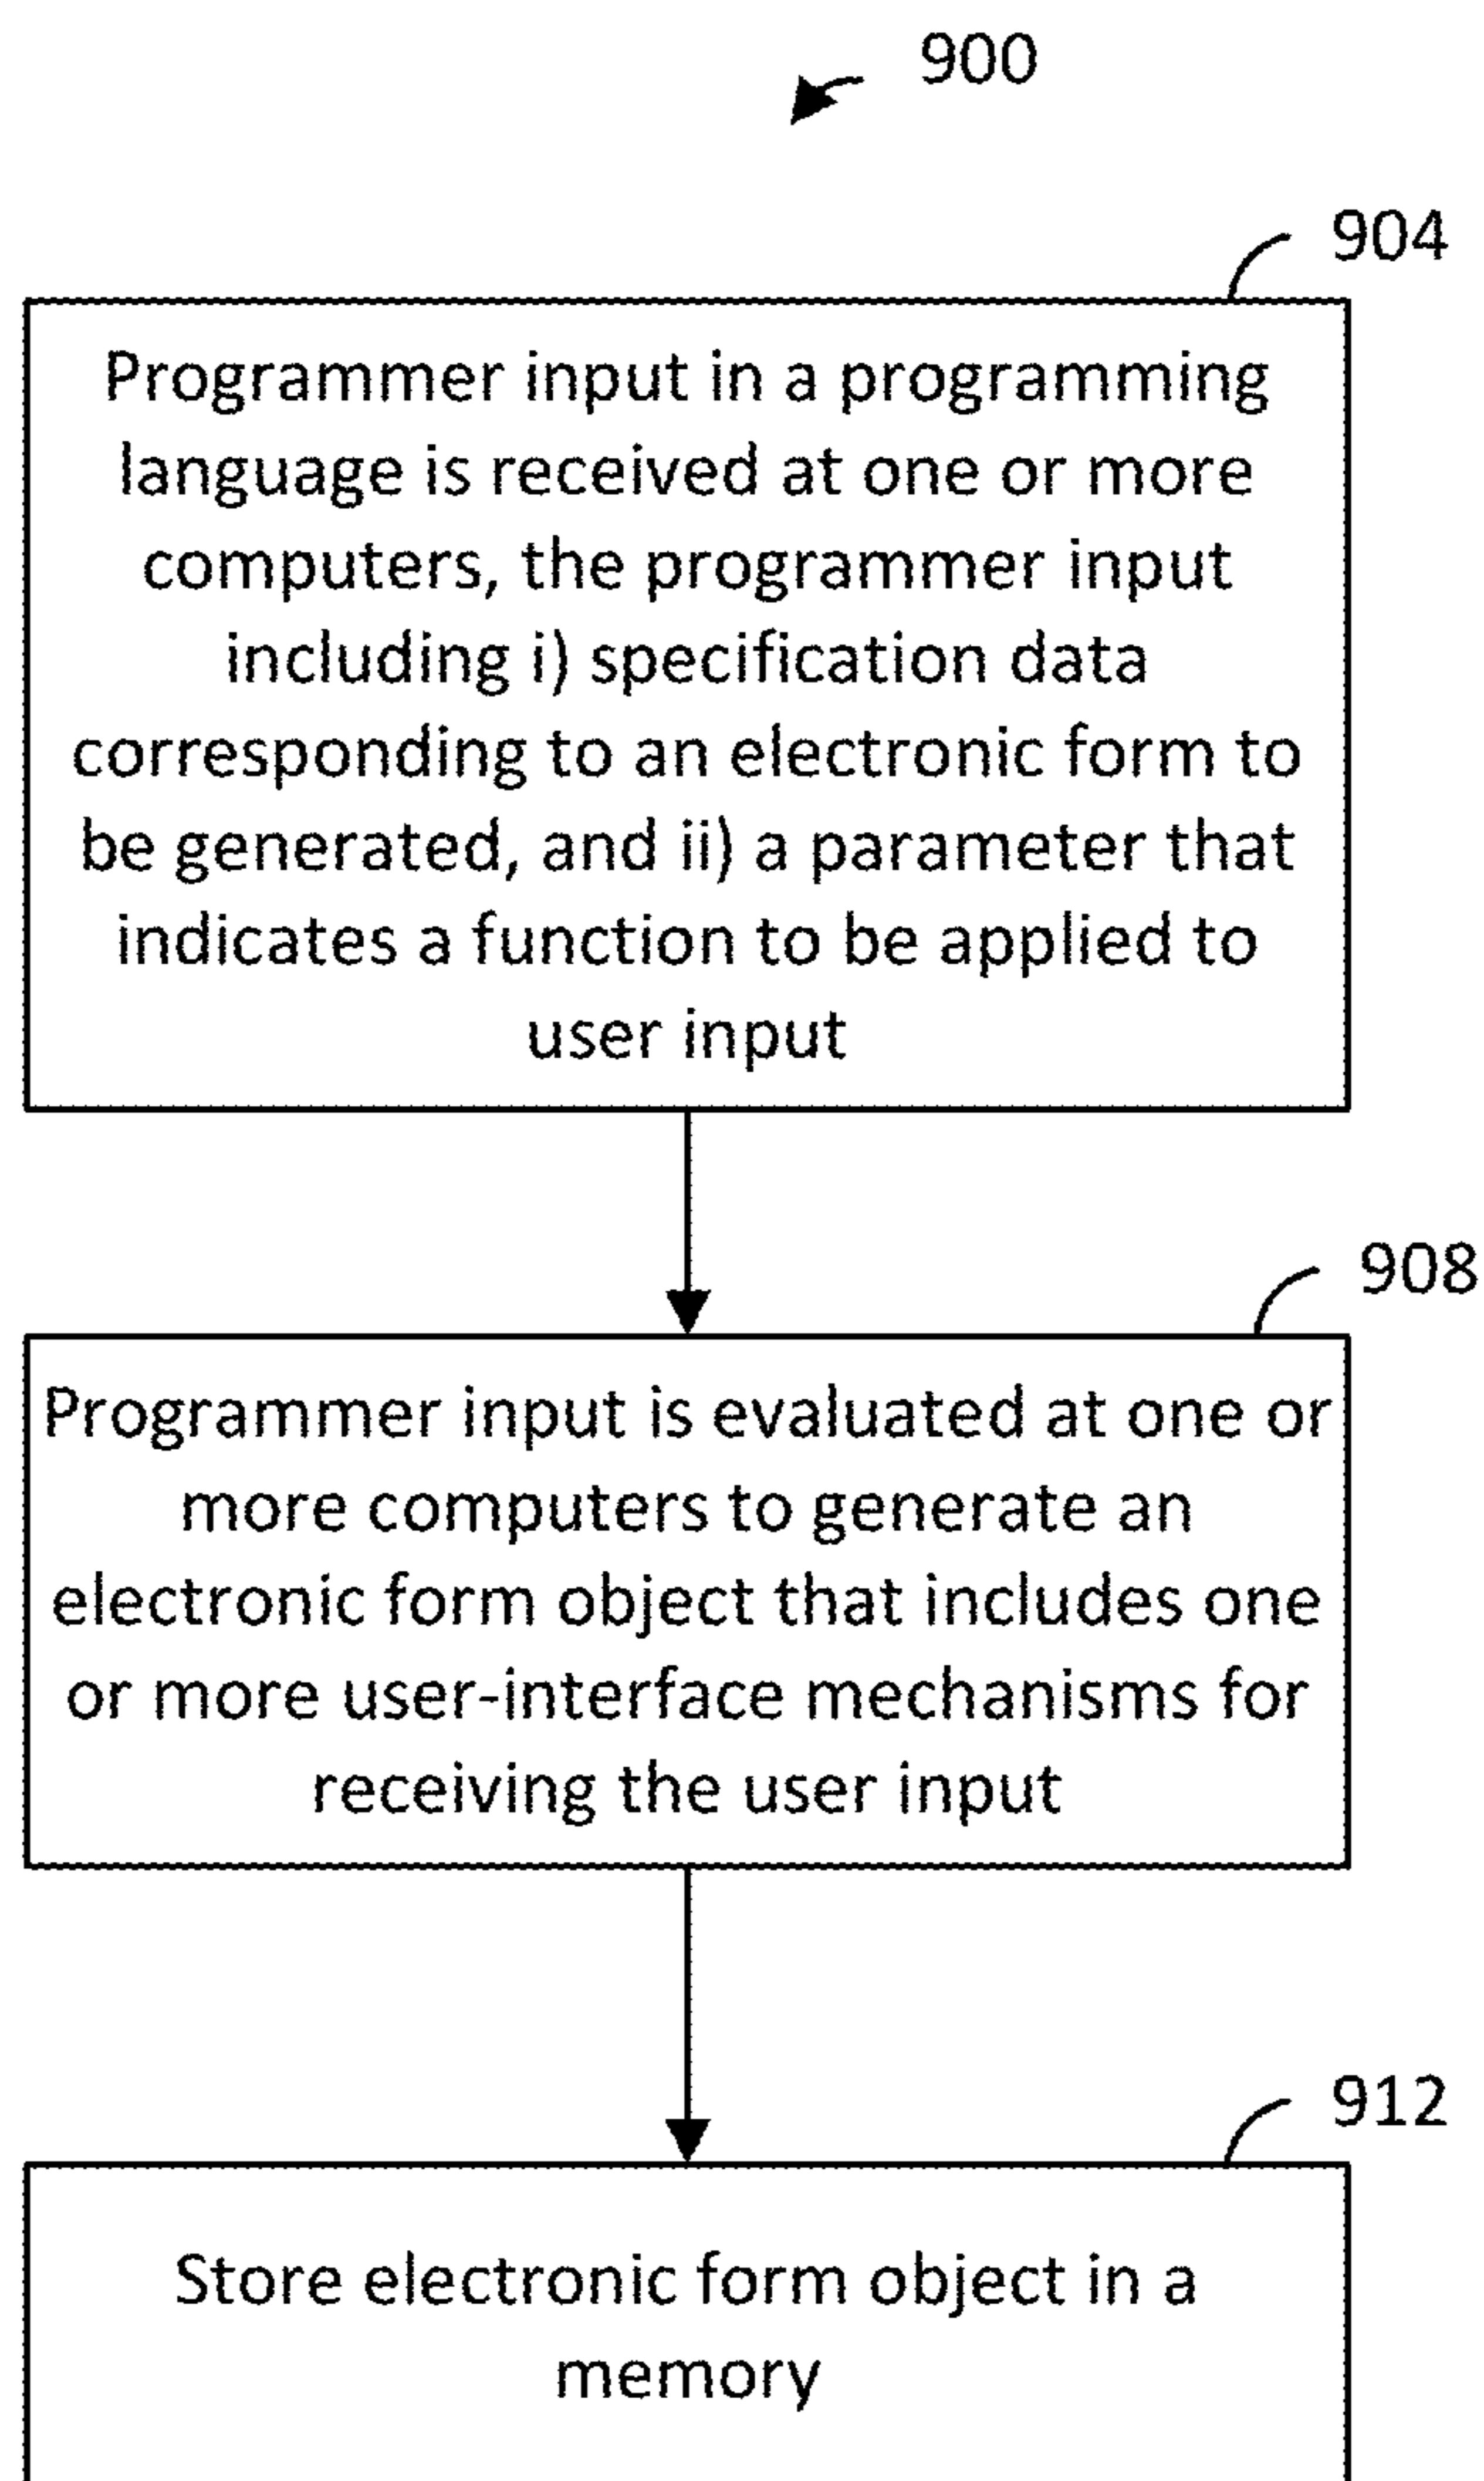 900
904
Programmer input in a programming
language is received at one or more
computers, the programmer input
including i) specification data
corresponding to an electronic form to
be generated, and ii) a parameter that
indicates a function to be applied to
user input
908
Programmer input is evaluated at one or
more computers to generate an
electronic form object that includes one
or more user-interface mechanisms for
receiving the user input
912
Store electronic form object in a
memory